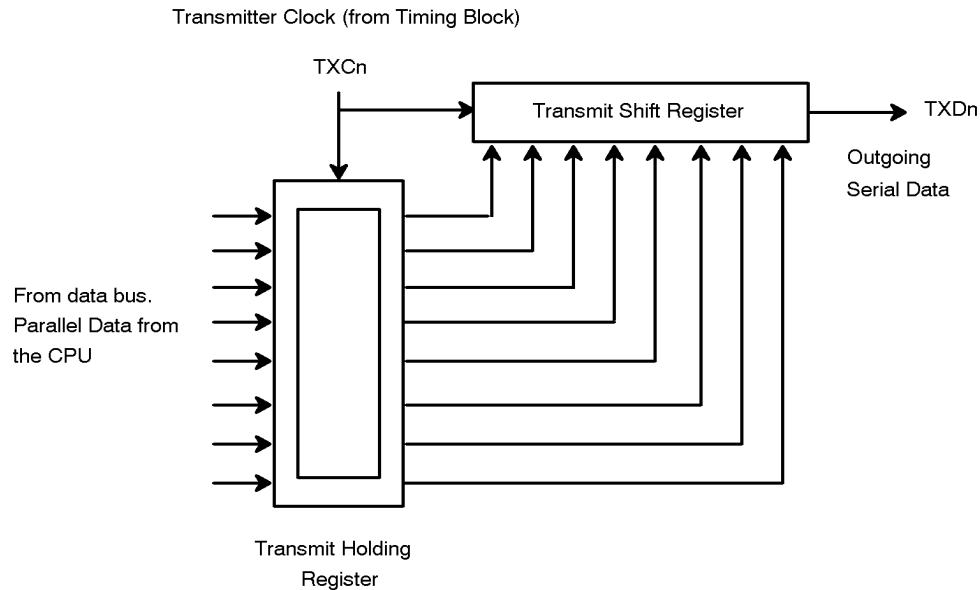 Transmitter Clock (from Timing Block)
TXCn
Transmit Shift Register
TXDn
Outgoing
Serial Data
From data bus.
Parallel Data from
the CPU
Transmit Holding
Register